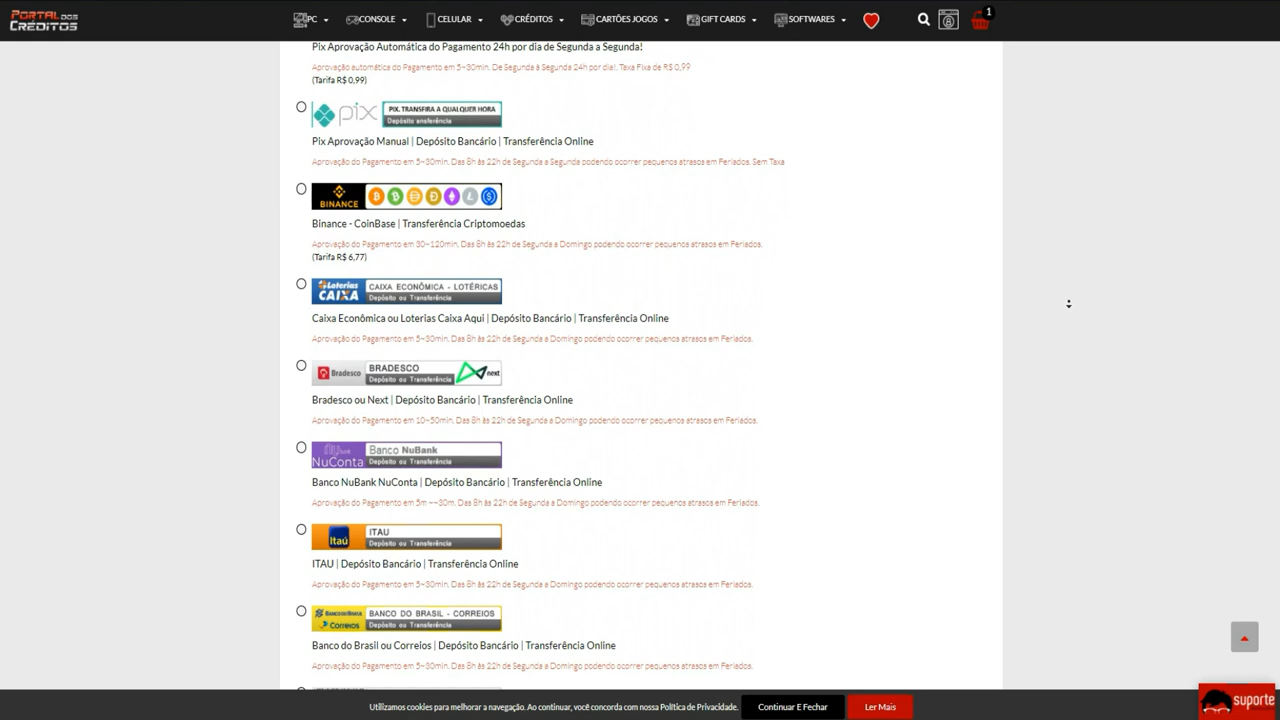 PORTAL DOS CRÉDITOS
PC
CONSOLE
CELULAR
CRÉDITOS
CARTÕES JOGOS
GIFT CARDS
SOFTWARES
1
Pix Aprovação Automática do Pagamento 24h por dia de Segunda a Segunda!
Aprovação automática do Pagamento em 5~30min. De Segunda à Segunda 24h por dia!. Taxa Fixa de R$ 0,99
(Tarifa R$ 0,99)
pix
PIX. TRANSFIRA A QUALQUER HORA
Pix Aprovação Manual | Depósito Bancário | Transferência Online
Aprovação do Pagamento em 5~30min. Das 8h às 22h de Segunda a Segunda podendo ocorrer pequenos atrasos em Feriados. Sem Taxa
BINANCE
Binance - CoinBase | Transferência Criptomoedas
Aprovação do Pagamento em 30~120min. Das 8h às 22h de Segunda a Domingo podendo ocorrer pequenos atrasos em Feriados.
(Tarifa R$ 6,77)
Loterias CAIXA
CAIXA ECONÔMICA - LOTÉRICAS
Depósito ou Transferência
Caixa Econômica ou Loterias Caixa Aqui | Depósito Bancário | Transferência Online
Aprovação do Pagamento em 5~30min. Das 8h às 22h de Segunda a Domingo podendo ocorrer pequenos atrasos em Feriados.
Bradesco
BRADESCO
Depósito ou Transferência
next
Bradesco ou Next | Depósito Bancário | Transferência Online
Aprovação do Pagamento em 10~50min. Das 8h às 22h de Segunda a Domingo podendo ocorrer pequenos atrasos em Feriados.
NuConta
Banco NuBank
Depósito ou Transferência
Banco NuBank NuConta | Depósito Bancário | Transferência Online
Aprovação do Pagamento em 5m ~~30m. Das 8h às 22h de Segunda a Domingo podendo ocorrer pequenos atrasos em Feriados.
Itaú
ITAU
Depósito ou Transferência
ITAU | Depósito Bancário | Transferência Online
Aprovação do Pagamento em 5~30min. Das 8h às 22h de Segunda a Domingo podendo ocorrer pequenos atrasos em Feriados.
BANCO DO BRASIL
Correios
BANCO DO BRASIL - CORREIOS
Depósito ou Transferência
Banco do Brasil ou Correios | Depósito Bancário | Transferência Online
Aprovação do Pagamento em 5~30min. Das 8h às 22h de Segunda a Domingo podendo ocorrer pequenos atrasos em Feriados.
Utilizamos cookies para melhorar a navegação. Ao continuar, você concorda com nossa Política de Privacidade.
Continuar E Fechar
Ler Mais
suporte